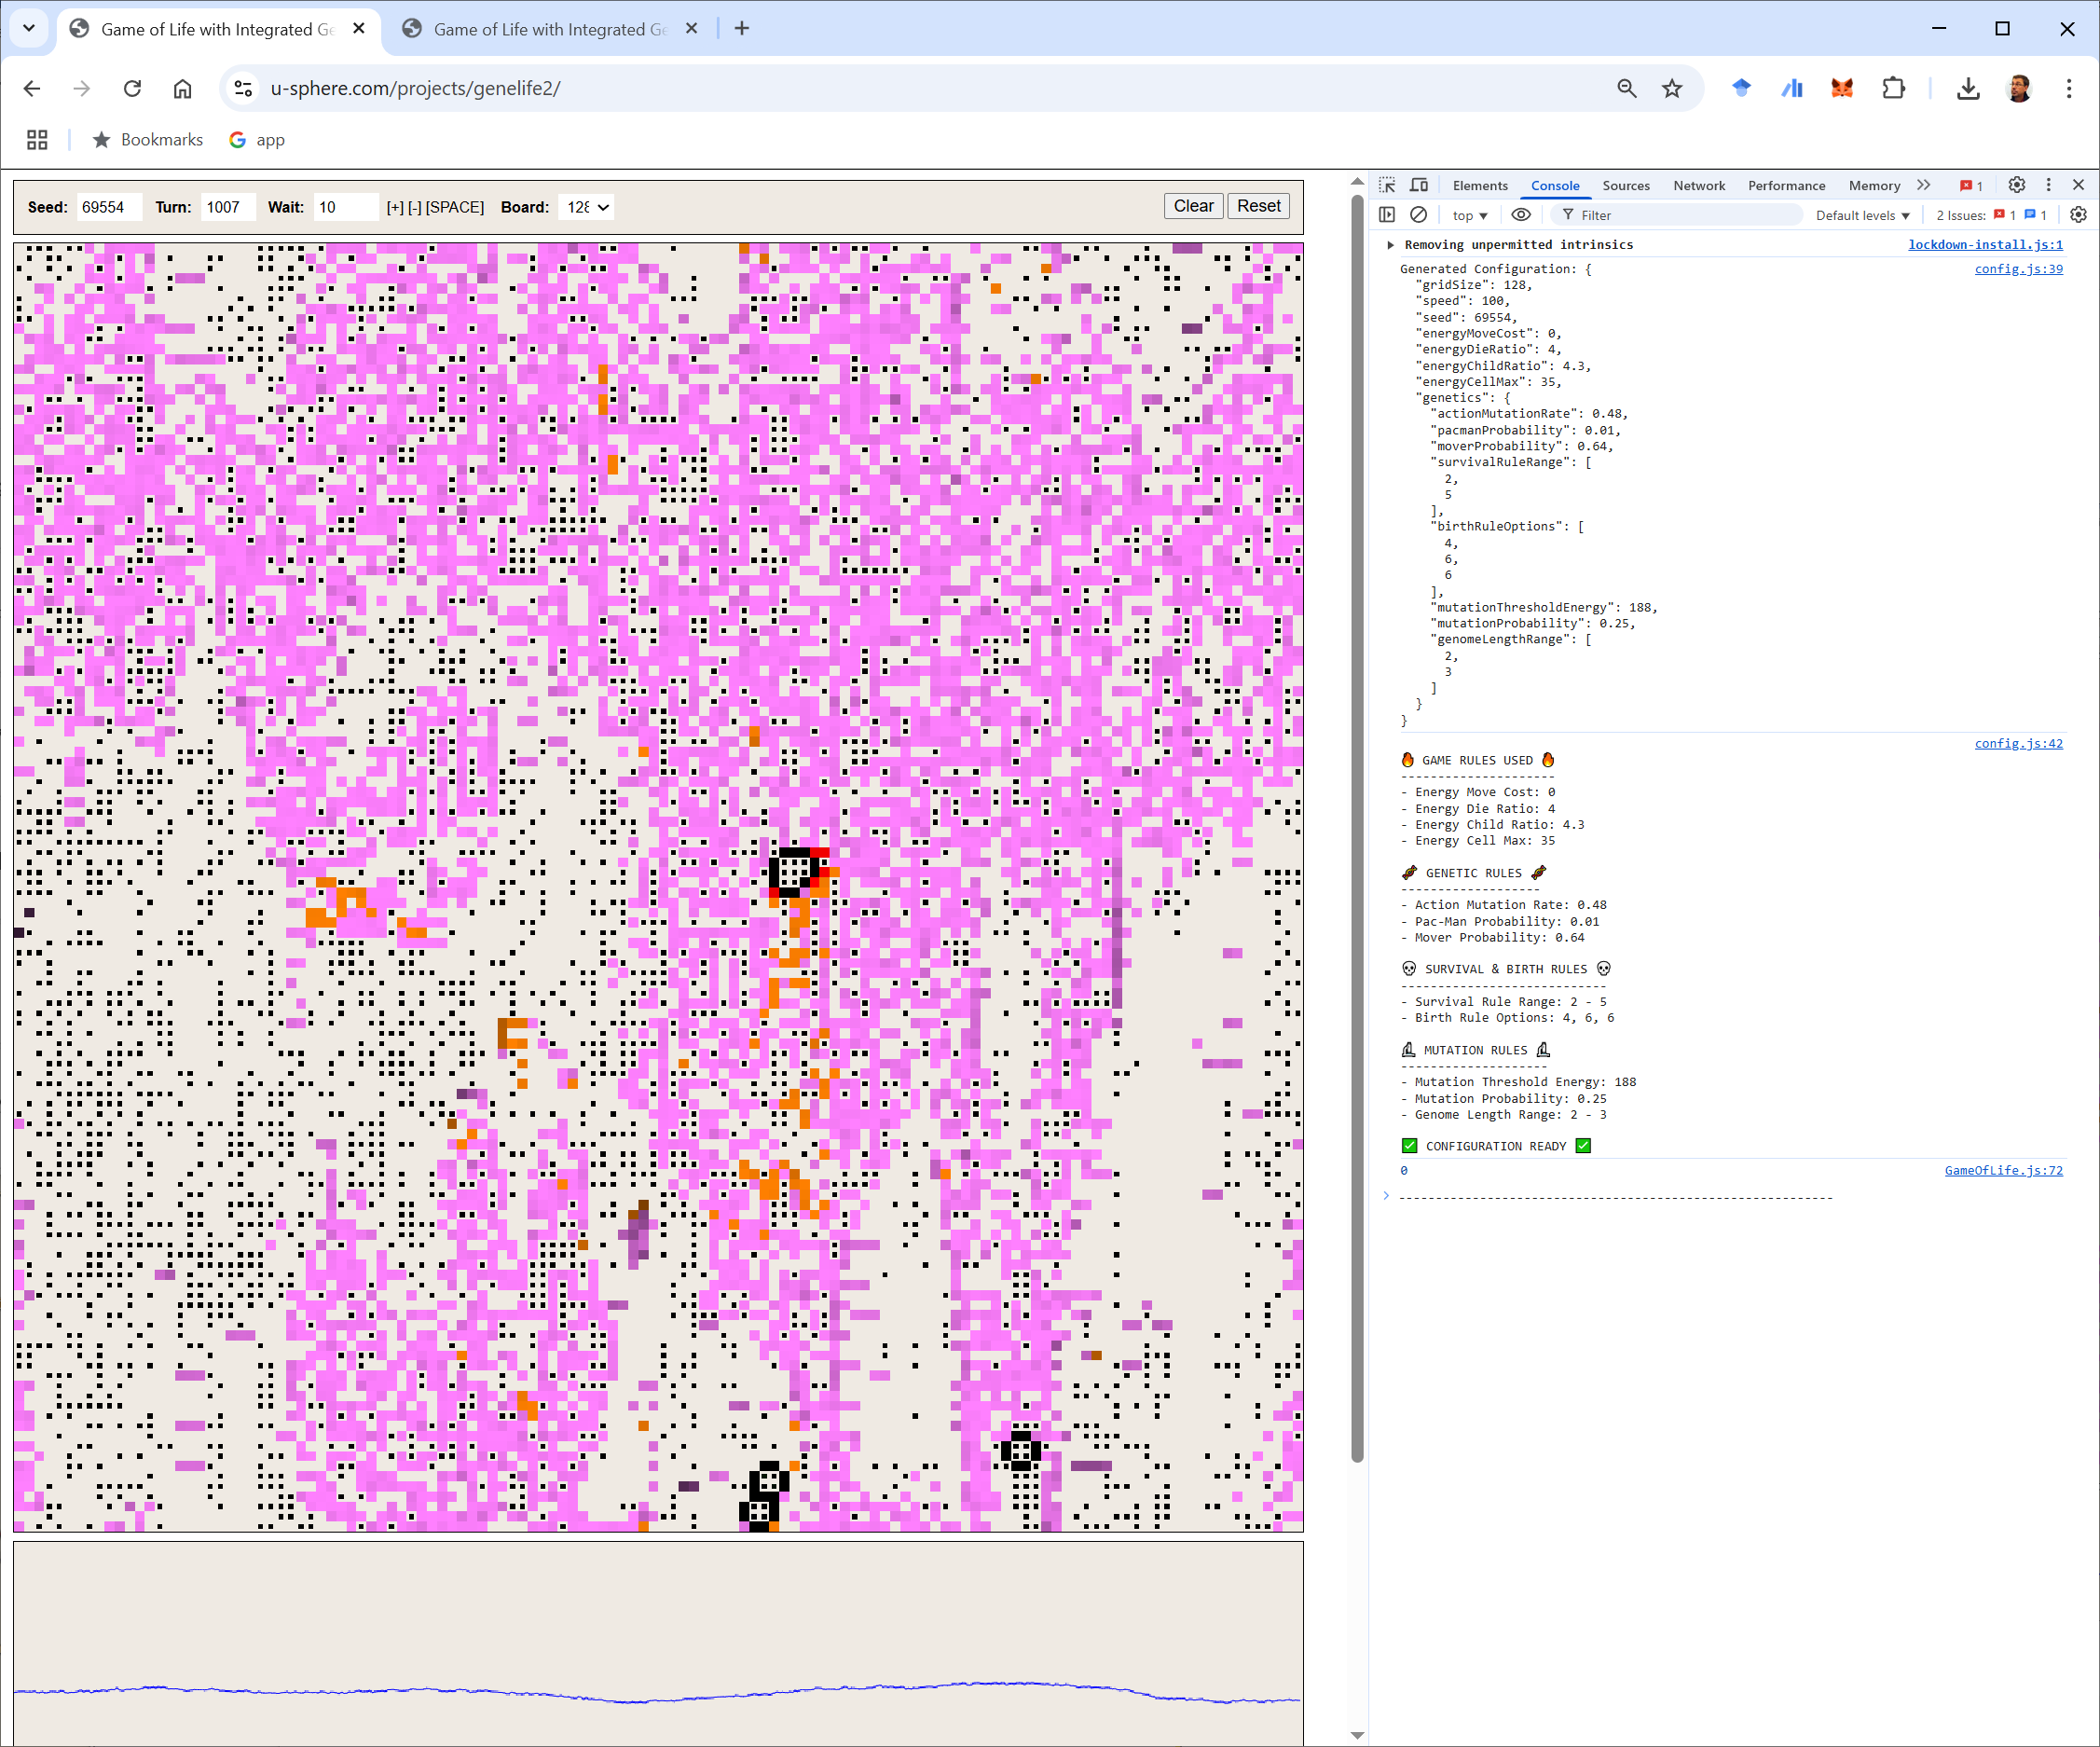 Game of Life with Integrated Ge
Game of Life with Integrated Ge
u-sphere.com/projects/genelife2/
Bookmarks
app
Seed: 69554 Turn: 1007 Wait: 10 [+] [-] [SPACE] Board: 128 Clear Reset
Elements Console Sources Network Performance Memory 1
top Filter Default levels 2 Issues: 1 1
Removing unpermitted intrinsics lockdown-install.js:1
Generated Configuration: { config.js:39
"gridSize": 128,
"speed": 100,
"seed": 69554,
"energyMoveCost": 0,
"energyDieRatio": 4,
"energyChildRatio": 4.3,
"energyCellMax": 35,
"genetics": {
"actionMutationRate": 0.48,
"pacmanProbability": 0.01,
"moverProbability": 0.64,
"survivalRuleRange": [
2,
5
],
"birthRuleOptions": [
4,
6,
6
],
"mutationThresholdEnergy": 188,
"mutationProbability": 0.25,
"genomeLengthRange": [
2,
3
]
}
}
config.js:42
🔥 GAME RULES USED 🔥
---------------------
- Energy Move Cost: 0
- Energy Die Ratio: 4
- Energy Child Ratio: 4.3
- Energy Cell Max: 35
GENETIC RULES
-------------------
- Action Mutation Rate: 0.48
- Pac-Man Probability: 0.01
- Mover Probability: 0.64
💀 SURVIVAL & BIRTH RULES 💀
----------------------------
- Survival Rule Range: 2 - 5
- Birth Rule Options: 4, 6, 6
MUTATION RULES
--------------------
- Mutation Threshold Energy: 188
- Mutation Probability: 0.25
- Genome Length Range: 2 - 3
✅ CONFIGURATION READY ✅
0 GameOfLife.js:72
> -----------------------------------------------------------